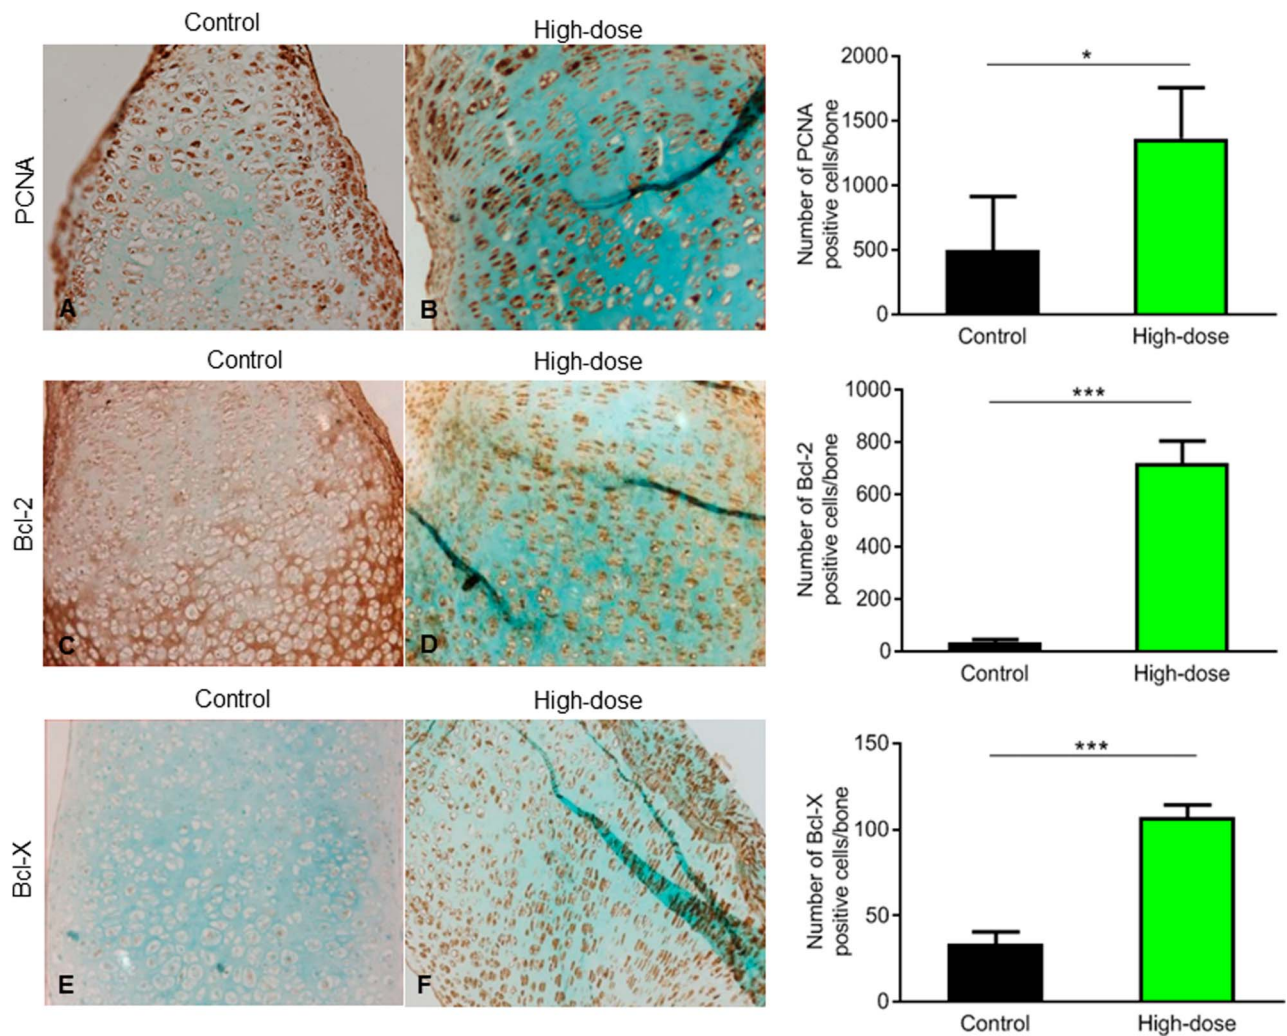 Control
High-dose
PCNA
A
B
2000
1500
1000
500
0
Number of PCNA
positive cells/bone
*
Control
High-dose
Control
High-dose
Bcl-2
C
D
1000
800
600
400
200
0
Number of Bcl-2
positive cells/bone
***
Control
High-dose
Control
High-dose
Bcl-X
E
F
150
100
50
0
Number of Bcl-X
positive cells/bone
***
Control
High-dose